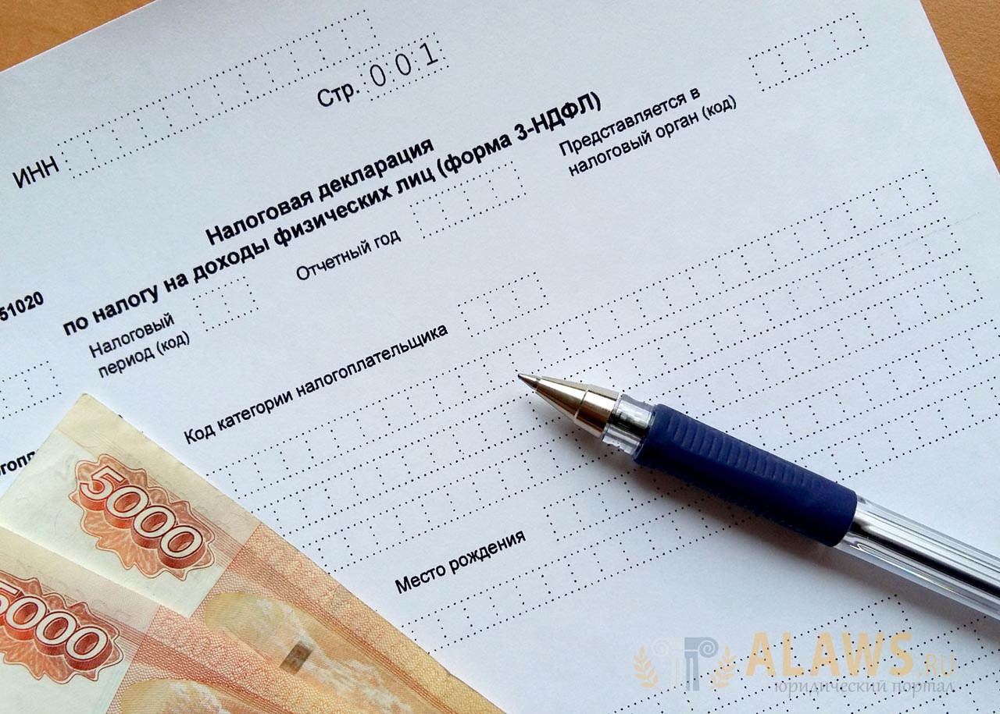 ИНН
Стр. 001
Налоговая декларация
по налогу на доходы физических лиц (форма 3-НДФЛ)
Налоговый
период (код)
Отчетный год
Представляется в
налоговый орган (код)
51020
Код категории налогоплательщика
Место рождения
5000
5000
ALAWS.RU
юридический портал